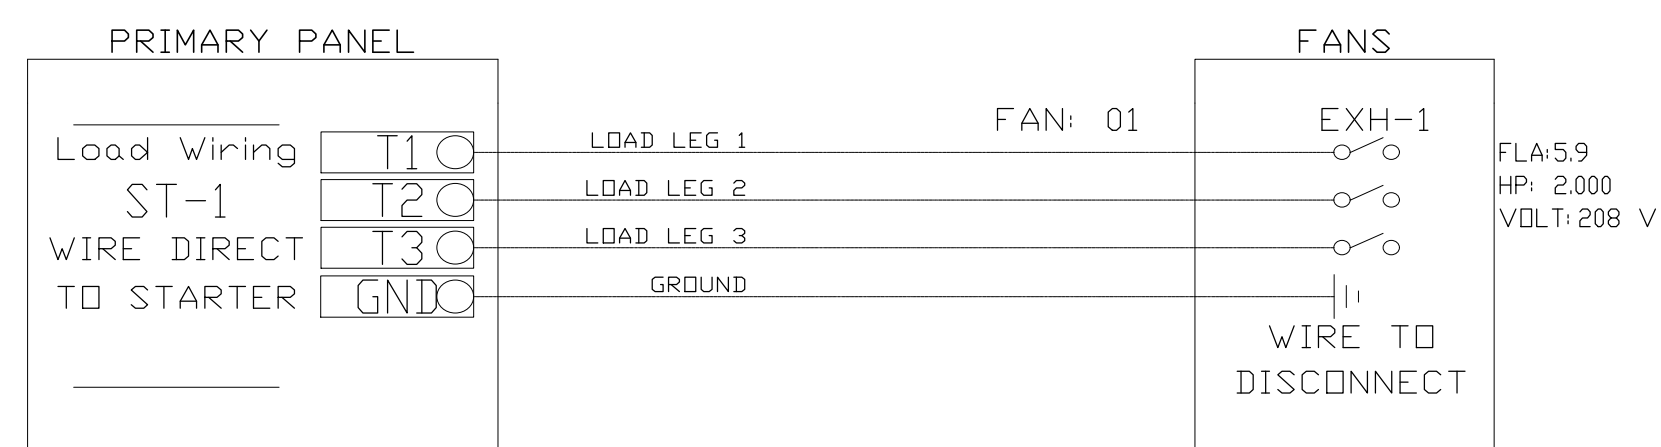 PRIMARY PANEL
FANS
Load Wiring
ST-1
WIRE DIRECT
TO STARTER
T1
T2
T3
GND
LOAD LEG 1
LOAD LEG 2
LOAD LEG 3
GROUND
FAN: 01
EXH-1
WIRE TO
DISCONNECT
FLA:5.9
HP: 2.000
VOLT: 208 V